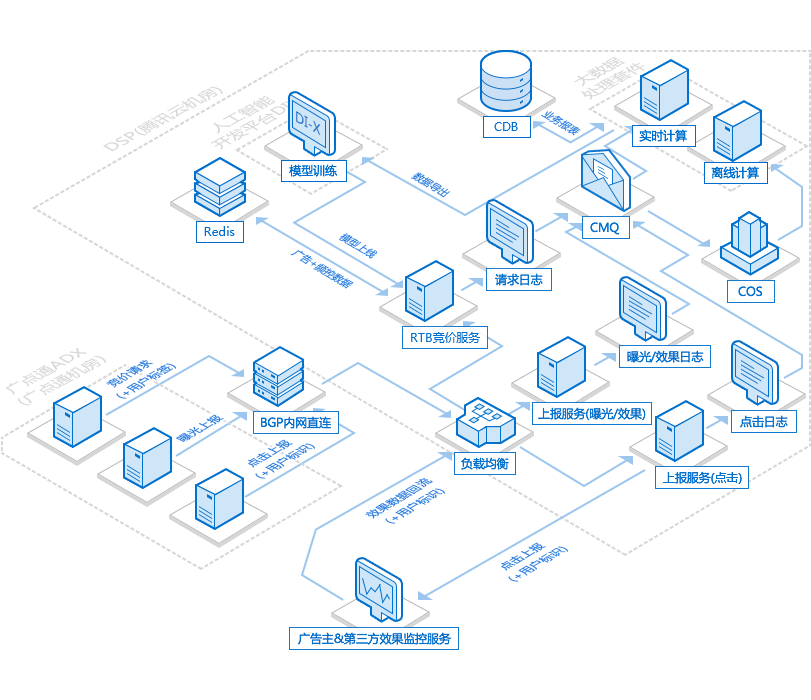 CDB
业务报表
大数据
处理套件
实时计算
离线计算
DSP(腾讯云机房)
人工智能
开发平台DI
DI-X
模型训练
数据导出
Redis
CMQ
请求日志
COS
模型上线
广告+频控数据
RTB竞价服务
曝光/效果日志
广点通ADX
(广点通机房)
竞价请求
(+用户标签)
BGP内网直连
曝光上报
点击上报
(+用户标识)
上报服务(曝光/效果)
点击日志
负载均衡
上报服务(点击)
效果数据回流
(+用户标识)
点击上报
(+用户标识)
广告主&第三方效果监控服务